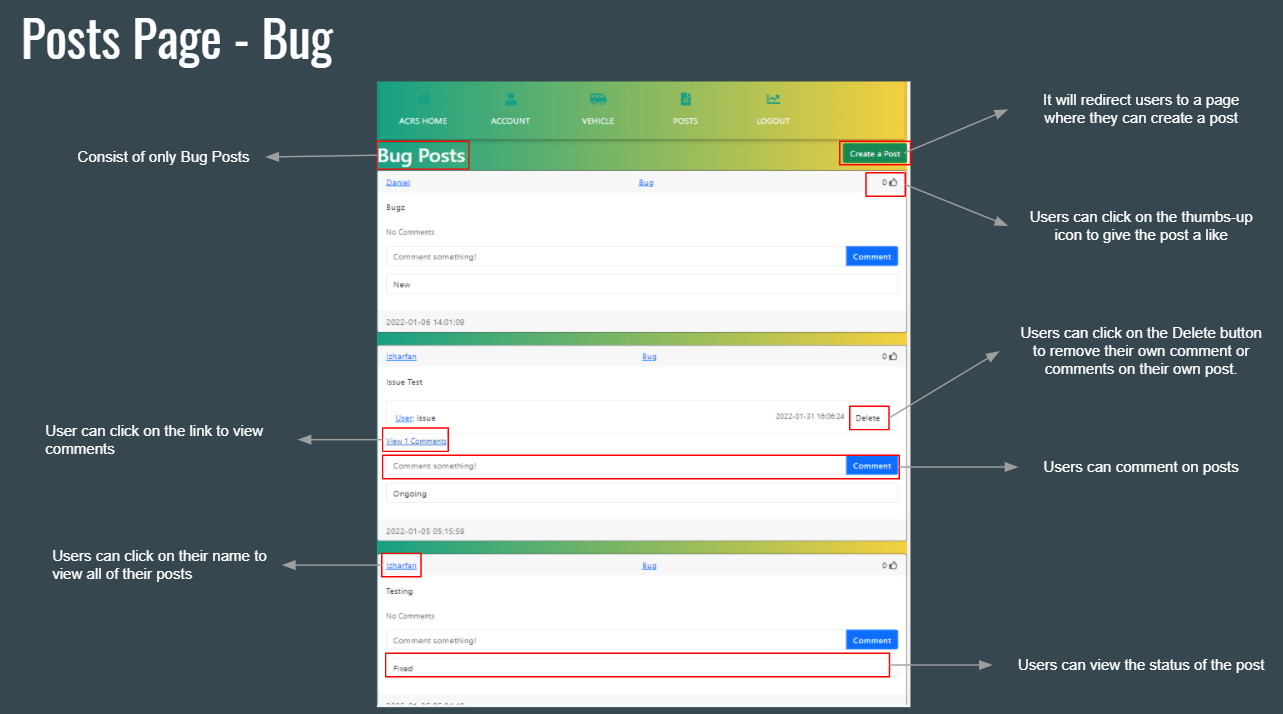 Posts Page - Bug
ACRS HOME
ACCOUNT
VEHICLE
POSTS
LOGOUT
It will redirect users to a page
where they can create a post
Consist of only Bug Posts
Bug Posts
Create a Post
Daniel
Bug
0
Users can click on the thumbs-up
icon to give the post a like
Bugz
No Comments
Comment something!
Comment
New
2022-01-06 14:01:09
Users can click on the Delete button
to remove their own comment or
comments on their own post.
Izharfan
Bug
0
Issue Test
User: Issue
2022-01-31 16:06:24
Delete
User can click on the link to view
comments
View 1 Comments
Comment something!
Comment
Users can comment on posts
Ongoing
2022-01-05 05:15:59
Users can click on their name to
view all of their posts
Izharfan
Bug
0
Testing
No Comments
Comment something!
Comment
Fixed
Users can view the status of the post